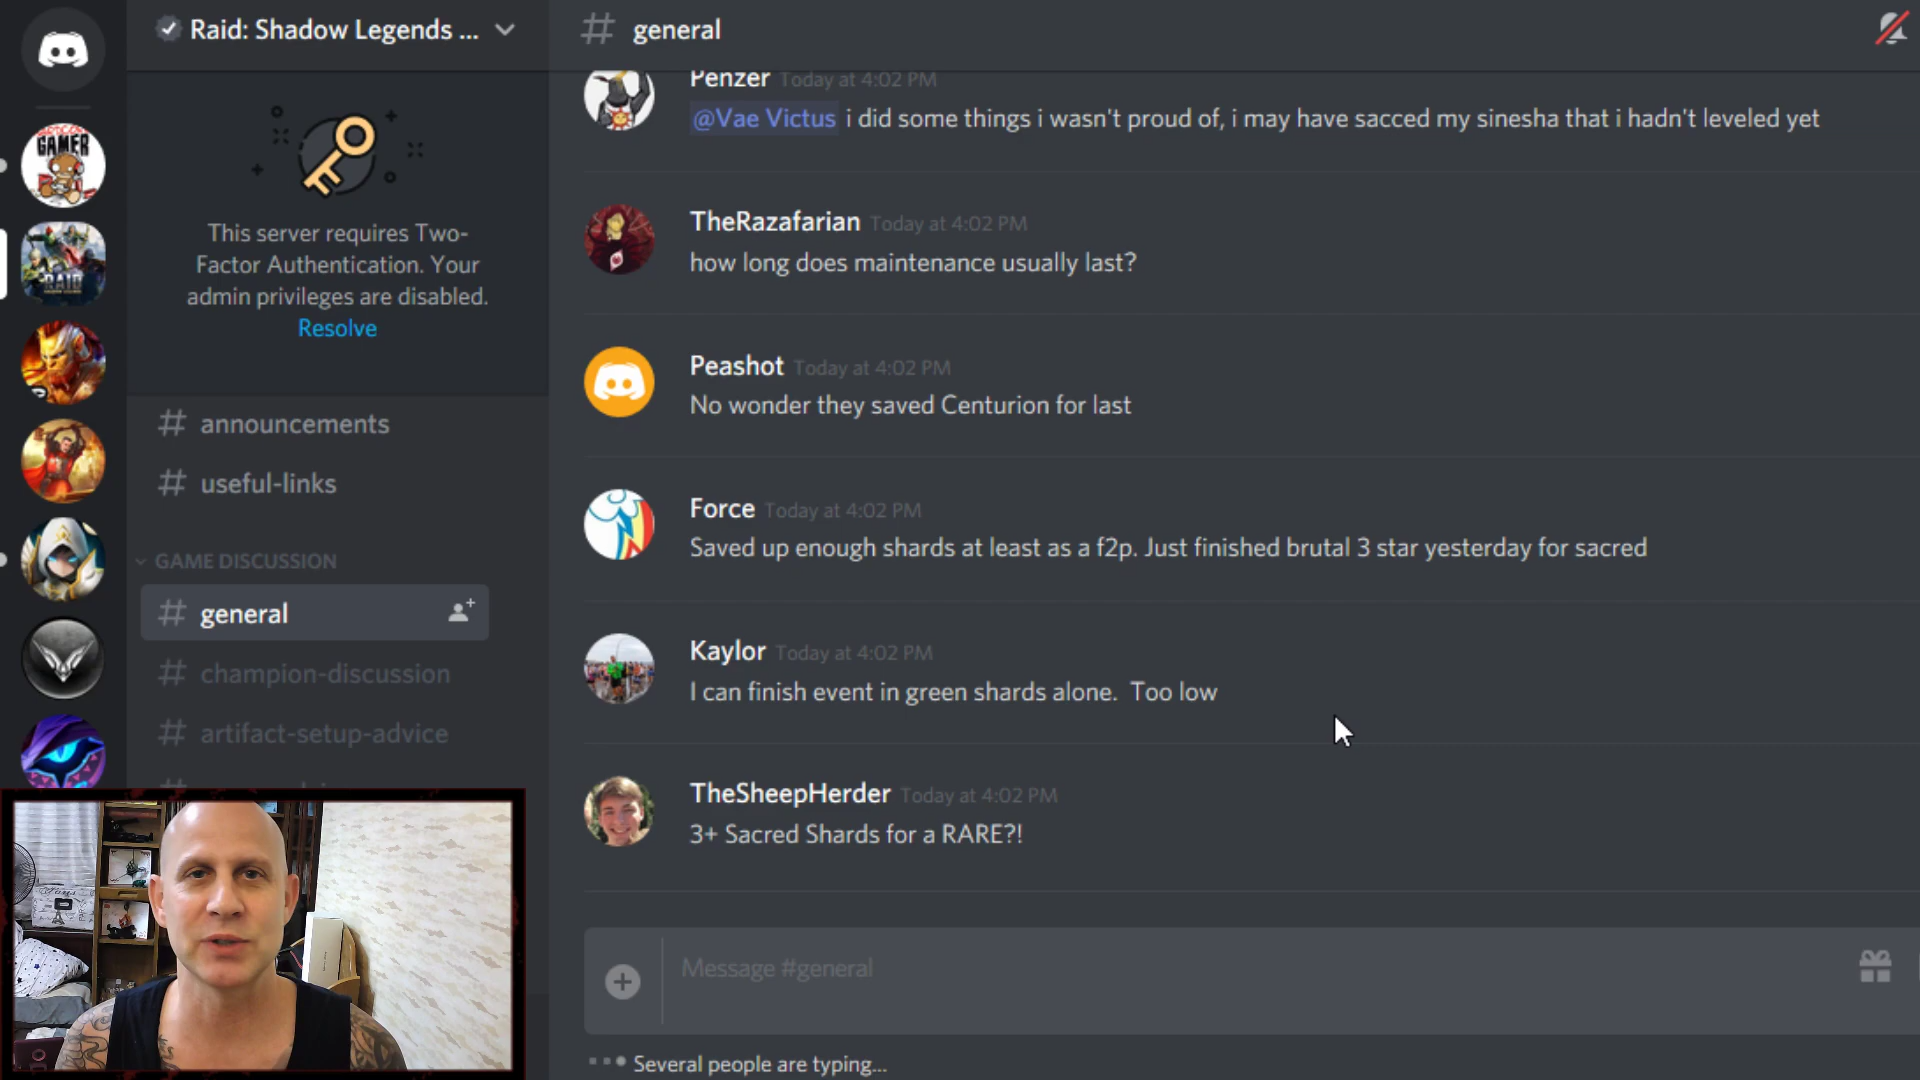 Raid: Shadow Legends ...
This server requires Two-
Factor Authentication. Your
admin privileges are disabled.
Resolve
announcements
useful-links
GAME DISCUSSION
general
champion-discussion
artifact-setup-advice
GAMER
RAID
general
Penzer Today at 4:02 PM
@Vae Victus i did some things i wasn't proud of, i may have sacced my sinesha that i hadn't leveled yet
TheRazafarian Today at 4:02 PM
how long does maintenance usually last?
Peashot Today at 4:02 PM
No wonder they saved Centurion for last
Force Today at 4:02 PM
Saved up enough shards at least as a f2p. Just finished brutal 3 star yesterday for sacred
Kaylor Today at 4:02 PM
I can finish event in green shards alone.  Too low
TheSheepHerder Today at 4:02 PM
3+ Sacred Shards for a RARE?!
Message #general
Several people are typing...